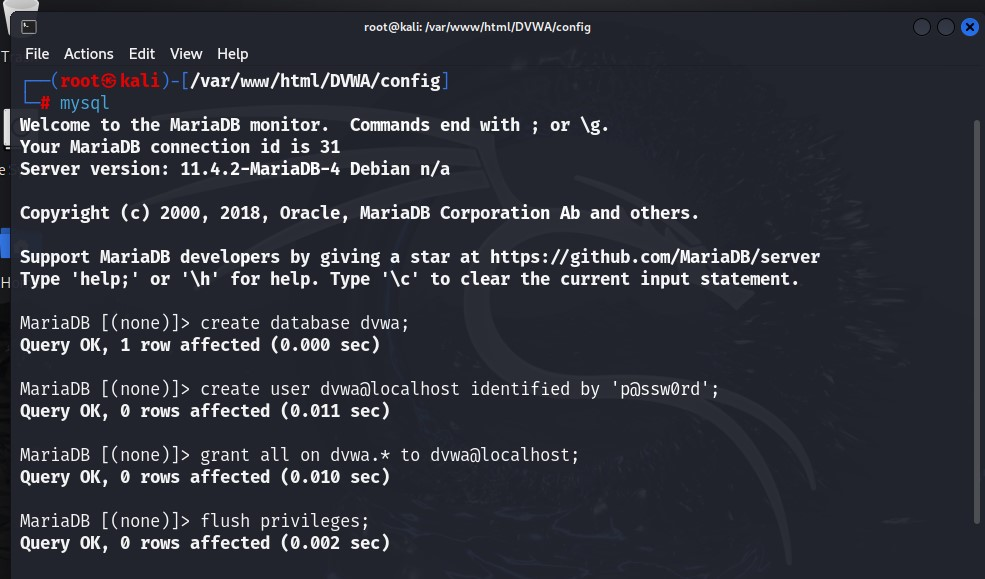 root@kali: /var/www/html/DVWA/config
File Actions Edit View Help
┌──(root㉿kali)-[/var/www/html/DVWA/config]
└─# mysql
Welcome to the MariaDB monitor.  Commands end with ; or \g.
Your MariaDB connection id is 31
Server version: 11.4.2-MariaDB-4 Debian n/a
Copyright (c) 2000, 2018, Oracle, MariaDB Corporation Ab and others.
Support MariaDB developers by giving a star at https://github.com/MariaDB/server
Type 'help;' or '\h' for help. Type '\c' to clear the current input statement.
MariaDB [(none)]> create database dvwa;
Query OK, 1 row affected (0.000 sec)
MariaDB [(none)]> create user dvwa@localhost identified by 'p@ssw0rd';
Query OK, 0 rows affected (0.011 sec)
MariaDB [(none)]> grant all on dvwa.* to dvwa@localhost;
Query OK, 0 rows affected (0.010 sec)
MariaDB [(none)]> flush privileges;
Query OK, 0 rows affected (0.002 sec)